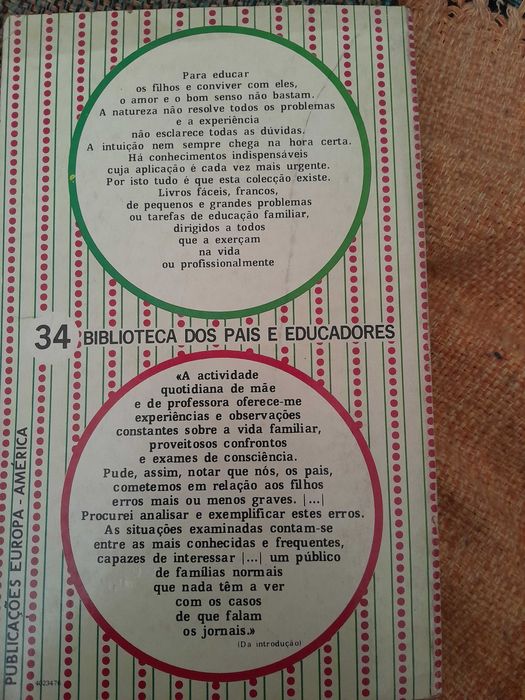 Para educar
os filhos e conviver com eles,
o amor e o bom senso não bastam.
A natureza não resolve todos os problemas
e a experiência
não esclarece todas as dúvidas.
A intuição nem sempre chega na hora certa.
Há conhecimentos indispensáveis
cuja aplicação é cada vez mais urgente.
Por isto tudo é que esta colecção existe.
Livros fáceis, francos,
de pequenos e grandes problemas
ou tarefas de educação familiar,
dirigidos a todos
que a exerçam
na vida
ou profissionalmente
34 BIBLIOTECA DOS PAIS E EDUCADORES
«A actividade
quotidiana de mãe
e de professora oferece-me
experiências e observações
constantes sobre a vida familiar,
proveitosos confrontos
e exames de consciência.
Pude, assim, notar que nós, os pais,
cometemos em relação aos filhos
erros mais ou menos graves. |...|
Procurei analisar e exemplificar estes erros.
As situações examinadas contam-se
entre as mais conhecidas e frequentes,
capazes de interessar |...| um público
de famílias normais
que nada têm a ver
com os casos
de que falam
os jornais.»
(Da introdução)
PUBLICAÇÕES EUROPA-AMÉRICA